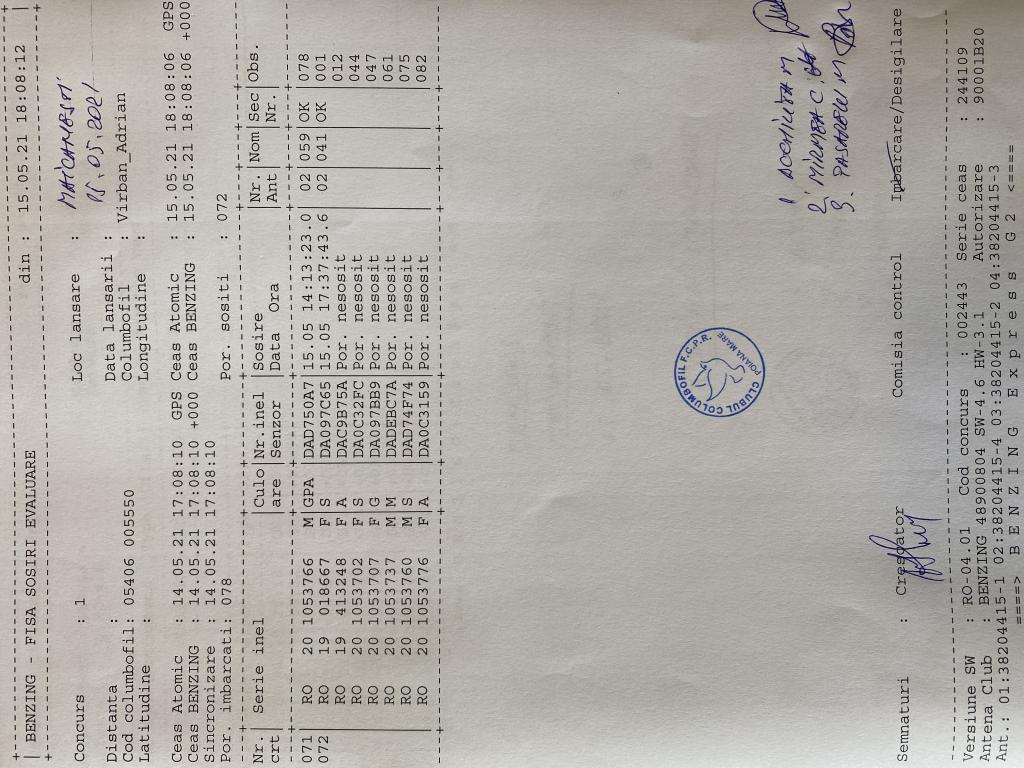 +---------------------------------------------------------------------------+
| BENZING - FISA SOSIRI EVALUARE din : 15.05.21 18:08:12 |
+---------------------------------------------------------------------------+
Concurs : 1 Loc lansare : MAICANESTI
Distanta : Data lansarii : 15.05.2021
Cod columbofil: 05406 005550 Columbofil : Virban_Adrian
Latitudine : Longitudine :
Ceas Atomic : 14.05.21 17:08:10 GPS Ceas Atomic : 15.05.21 18:08:06 GPS
Ceas BENZING : 14.05.21 17:08:10 +000 Ceas BENZING : 15.05.21 18:08:06 +000
Sincronizare : 14.05.21 17:08:10
Por. imbarcati: 078 Por. sositi : 072
Nr.| Serie inel |Culo|Nr.inel |Sosire |Nr. |Nom|Sec|Obs.
crt| |are |Senzor |Data Ora |Ant | |Nr.|
071 RO 20 1053766 M|GPA |DAD750A7|15.05 14:13:23.0|02|059|OK |078
072 RO 19 018667 F|S |DA097C65|15.05 17:37:43.6|02|041|OK |001
RO 19 413248 F|A |DAC9B75A|Por. nesosit | | | |012
RO 20 1053702 F|S |DA0C32FC|Por. nesosit | | | |044
RO 20 1053707 F|G |DA097BB9|Por. nesosit | | | |047
RO 20 1053737 M|M |DADEBC7A|Por. nesosit | | | |061
RO 20 1053760 M|S |DAD74F74|Por. nesosit | | | |075
RO 20 1053776 F|A |DA0C3159|Por. nesosit | | | |082
CLUBUL COLUMBOFIL F.C.P.R.
POIANA MARE
1.
2. MIRMEA C.
3.
Semnaturi : Crescator Comisia control Imbarcare/Desigilare
Versiune SW : RO-04.01 Cod concurs : 002443 Serie ceas : 244109
Antena Club : BENZING 48900804 SW-4.6 HW-3.1 Autorizare : 90001B20
Ant.: 01:38204415-1 02:38204415-4 03:38204415-2 04:38204415-3
====> B E N Z I N G E x p r e s s G 2 <====